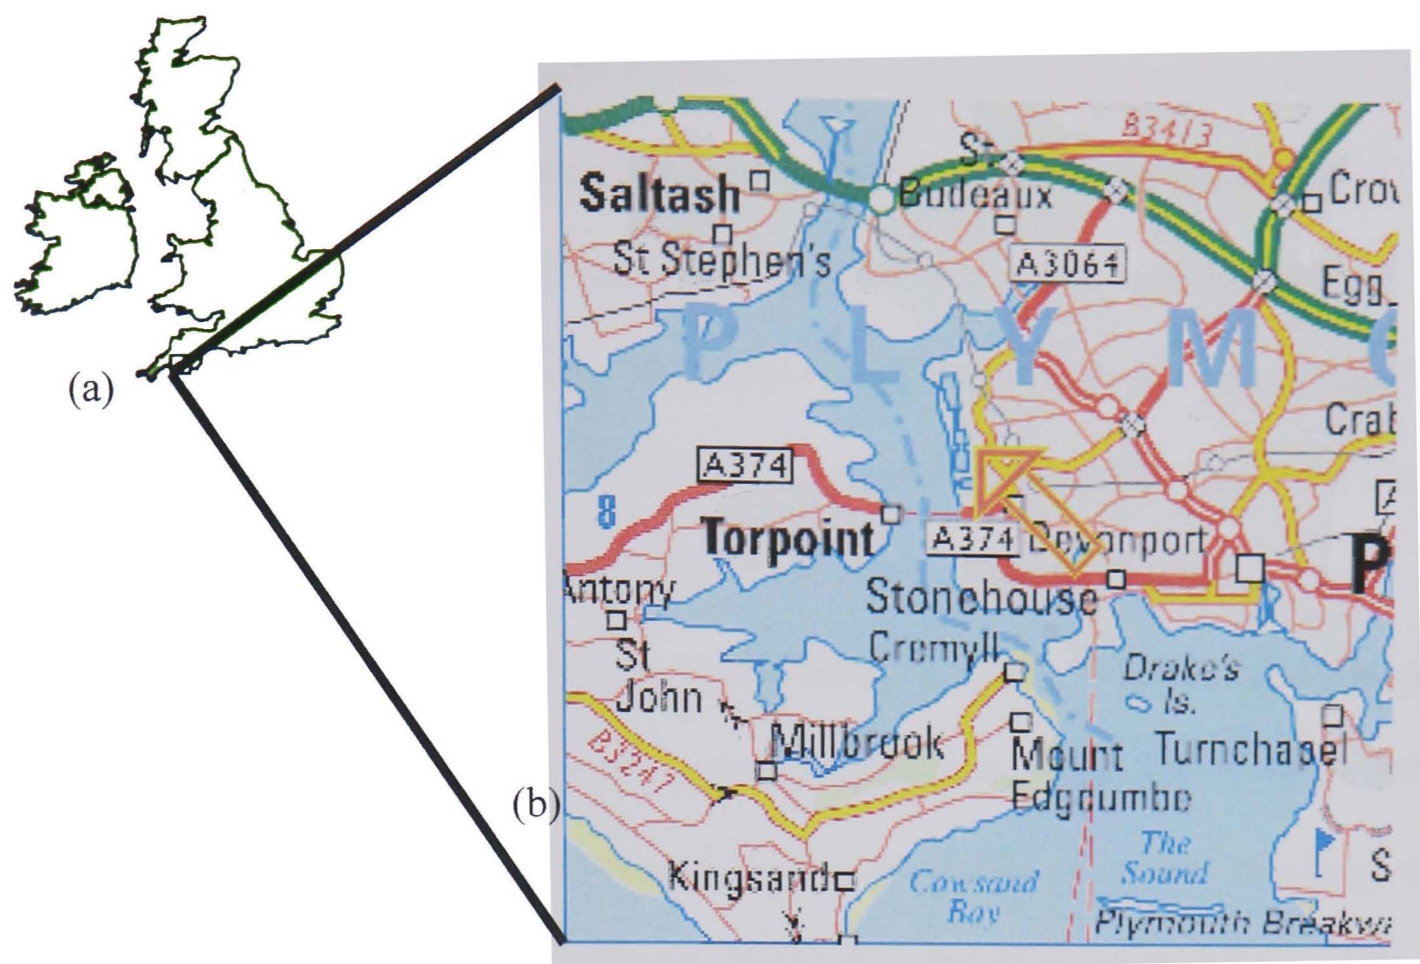 (a)
(b)
B3413
St
Budeaux
Saltash
Crow
St Stephen's
A3064
Egg
P L Y M O
Crab
A374
8
Torpoint
A374
Devonport
P
Antony
Stonehouse
St
John
Cremyll
Drake's
Is.
Millbrook
Mount
Edgcumbe
Turnchapel
B3247
Kingsand
Cawsand
Bay
The
Sound
S
Plymouth Breakwa